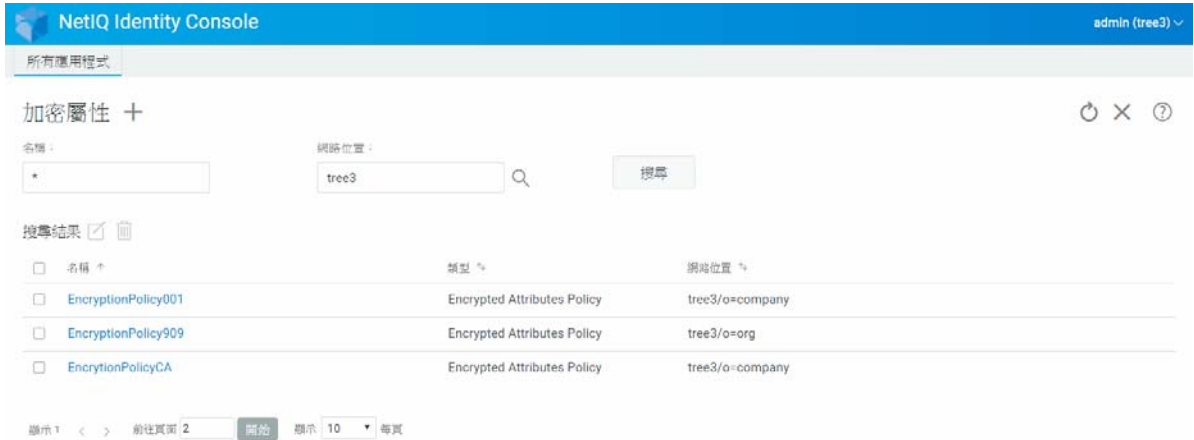 NetIQ Identity Console
admin (tree3)
所有應用程式
加密屬性
名稱：
網路位置：
*
tree3
搜尋
搜尋結果
名稱 類型 網路位置
EncryptionPolicy001 Encrypted Attributes Policy tree3/o=company
EncryptionPolicy909 Encrypted Attributes Policy tree3/o=org
EncrytionPolicyCA Encrypted Attributes Policy tree3/o=company
顯示 1 前往頁面 2 開始 顯示 10 每頁